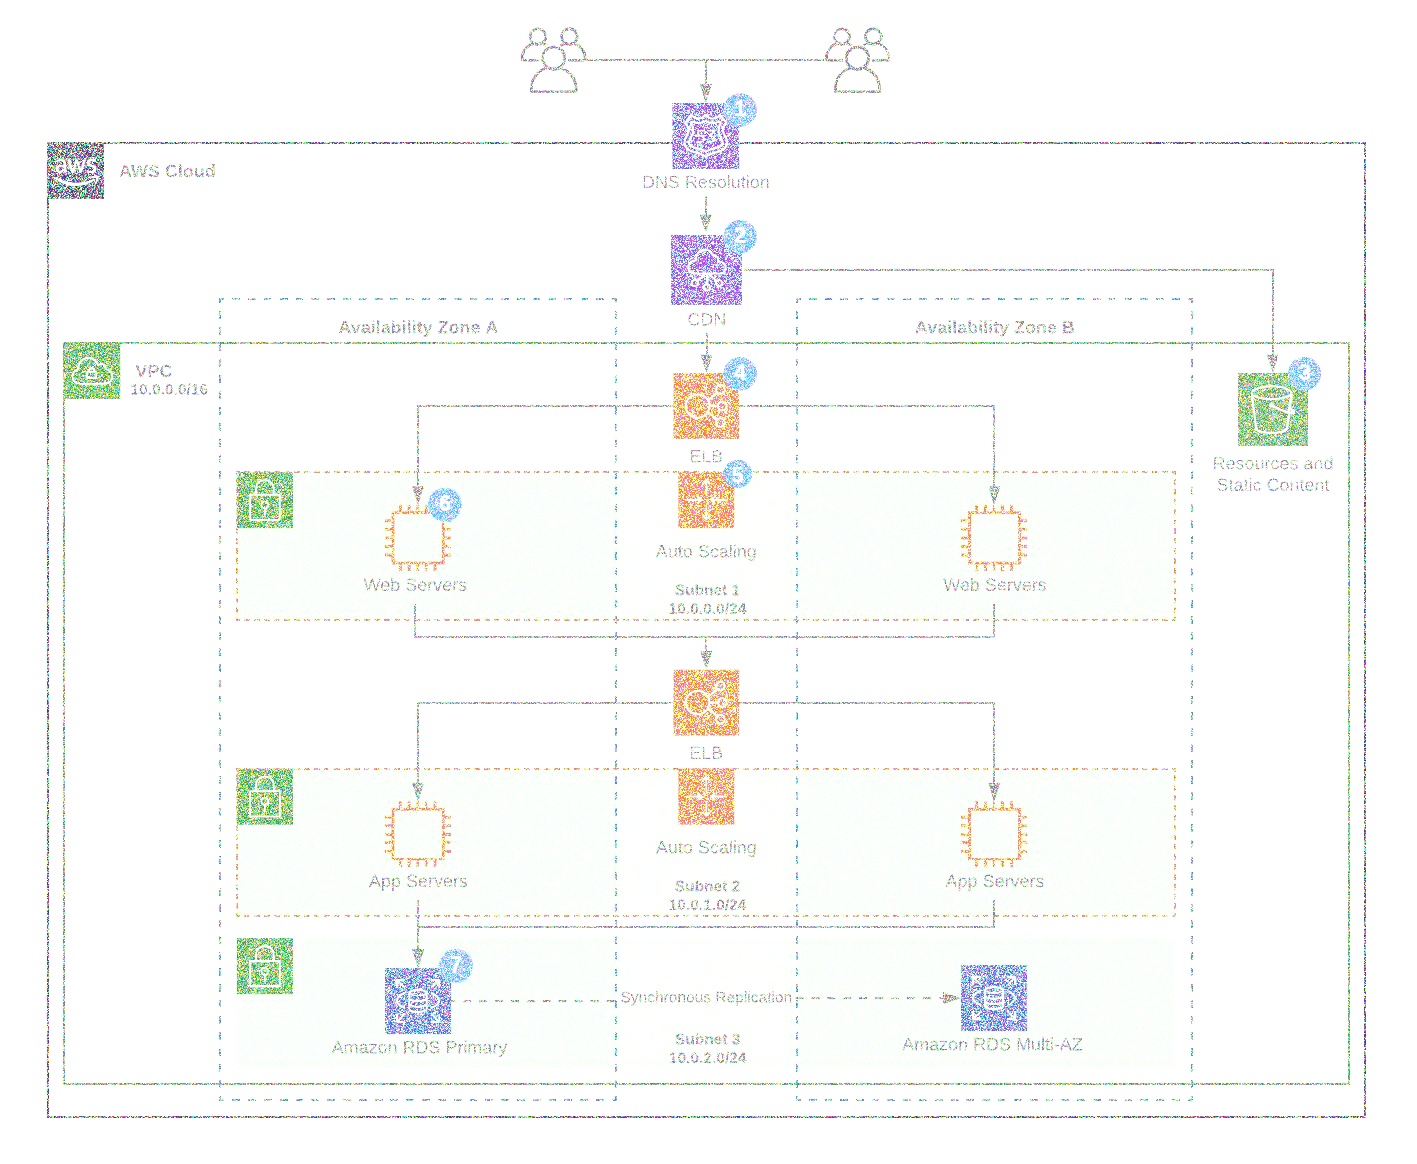 1
aws
AWS Cloud
DNS Resolution
2
CDN
Availability Zone A
Availability Zone B
VPC
10.0.0.0/16
4
3
ELB
Resources and
Static Content
5
6
Auto Scaling
Web Servers
Web Servers
Subnet 1
10.0.0.0/24
ELB
Auto Scaling
App Servers
App Servers
Subnet 2
10.0.1.0/24
7
Synchronous Replication
Amazon RDS Primary
Subnet 3
10.0.2.0/24
Amazon RDS Multi-AZ